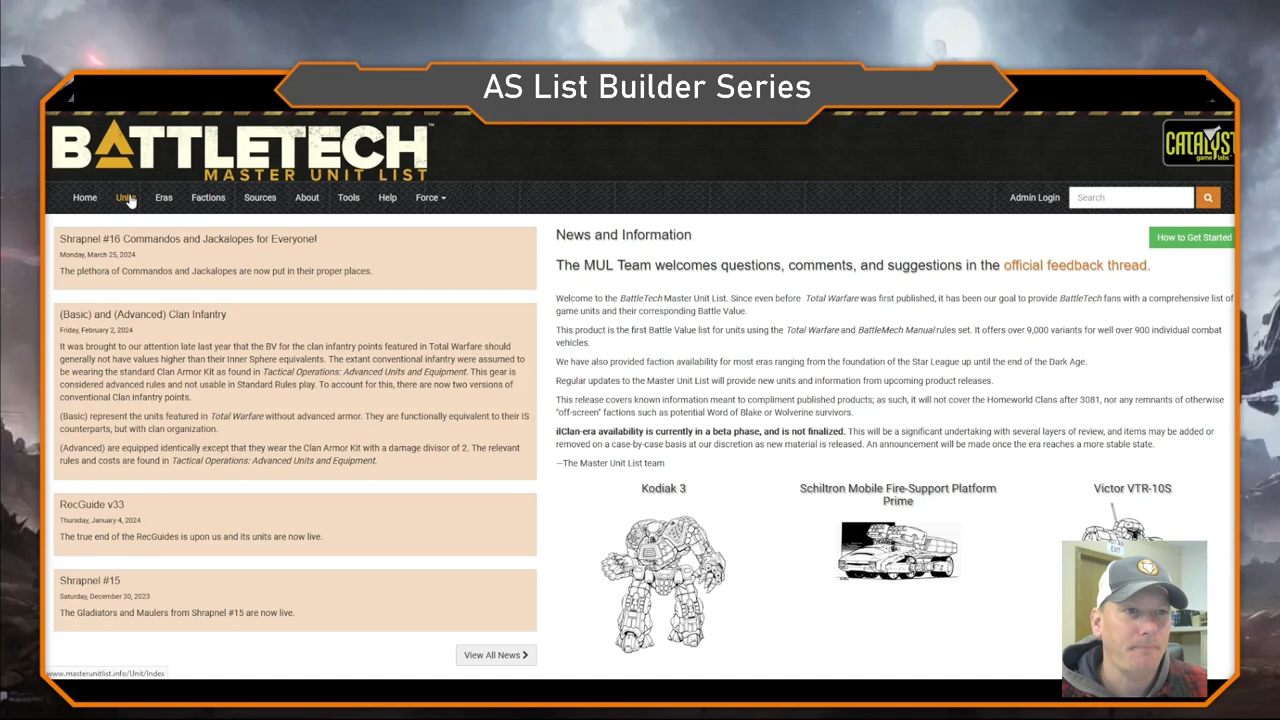 AS List Builder Series
BATTLETECH
MASTER UNIT LIST
CATALYST
game labs
Home Units Eras Factions Sources About Tools Help Force Admin Login Search
Shrapnel #16 Commandos and Jackalopes for Everyone!
Monday, March 25, 2024
The plethora of Commandos and Jackalopes are now put in their proper places.
(Basic) and (Advanced) Clan Infantry
Friday, February 2, 2024
It was brought to our attention late last year that the BV for the clan infantry points featured in Total Warfare should
generally not have values higher than their Inner Sphere equivalents. The extant conventional infantry were assumed to
be wearing the standard Clan Armor Kit as found in Tactical Operations: Advanced Units and Equipment. This gear is
considered advanced rules and not usable in Standard Rules play. To account for this, there are now two versions of
conventional Clan infantry points.
(Basic) represent the units featured in Total Warfare without advanced armor. They are functionally equivalent to their IS
counterparts, but with clan organization.
(Advanced) are equipped identically except that they wear the Clan Armor Kit with a damage divisor of 2. The relevant
rules and costs are found in Tactical Operations: Advanced Units and Equipment.
RecGuide v33
Thursday, January 4, 2024
The true end of the RecGuides is upon us and its units are now live.
Shrapnel #15
Saturday, December 30, 2023
The Gladiators and Maulers from Shrapnel #15 are now live.
View All News
www.masterunitlist.info/Unit/Index
News and Information
How to Get Started
The MUL Team welcomes questions, comments, and suggestions in the official feedback thread.
Welcome to the BattleTech Master Unit List. Since even before Total Warfare was first published, it has been our goal to provide BattleTech fans with a comprehensive list of
game units and their corresponding Battle Value.
This product is the first Battle Value list for units using the Total Warfare and BattleMech Manual rules set. It offers over 9,000 variants for well over 900 individual combat
vehicles.
We have also provided faction availability for most eras ranging from the foundation of the Star League up until the end of the Dark Age.
Regular updates to the Master Unit List will provide new units and information from upcoming product releases.
This release covers known information meant to compliment published products; as such, it will not cover the Homeworld Clans after 3081, nor any remnants of otherwise
"off-screen" factions such as potential Word of Blake or Wolverine survivors.
ilClan-era availability is currently in a beta phase, and is not finalized. This will be a significant undertaking with several layers of review, and items may be added or
removed on a case-by-case basis at our discretion as new material is released. An announcement will be made once the era reaches a more stable state.
—The Master Unit List team
Kodiak 3
Schiltron Mobile Fire-Support Platform
Prime
Victor VTR-10S
EXIT